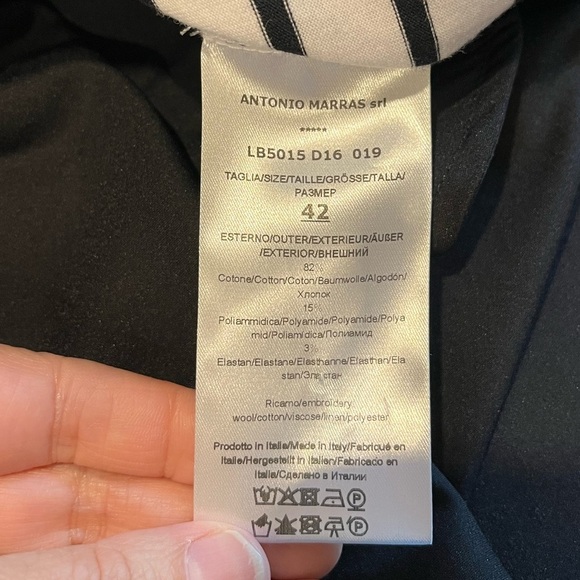 ANTONIO MARRAS srl
*****
LB5015 D16 019
TAGLIA/SIZE/TAILLE/GRÖSSE/TALLA/
РАЗМЕР
42
ESTERNO/OUTER/EXTERIEUR/ÄUßER
/EXTERIOR/ВНЕШНИЙ
82%
Cotone/Cotton/Coton/Baumwolle/Algodón/
Хлопок
15%
Poliammidica/Polyamide/Polyamide/Polya
mid/Poliamidica/Полиамид
3%
Elastan/Elastane/Elasthanne/Elasthan/Ela
stan/Эластан
Ricamo/embroidery
wool/cotton/viscose/linen/polyester
Prodotto in Italia/Made in Italy/Fabriqué en
Italie/Hergestellt in Italien/Fabricado en
Italia/Сделано в Италии